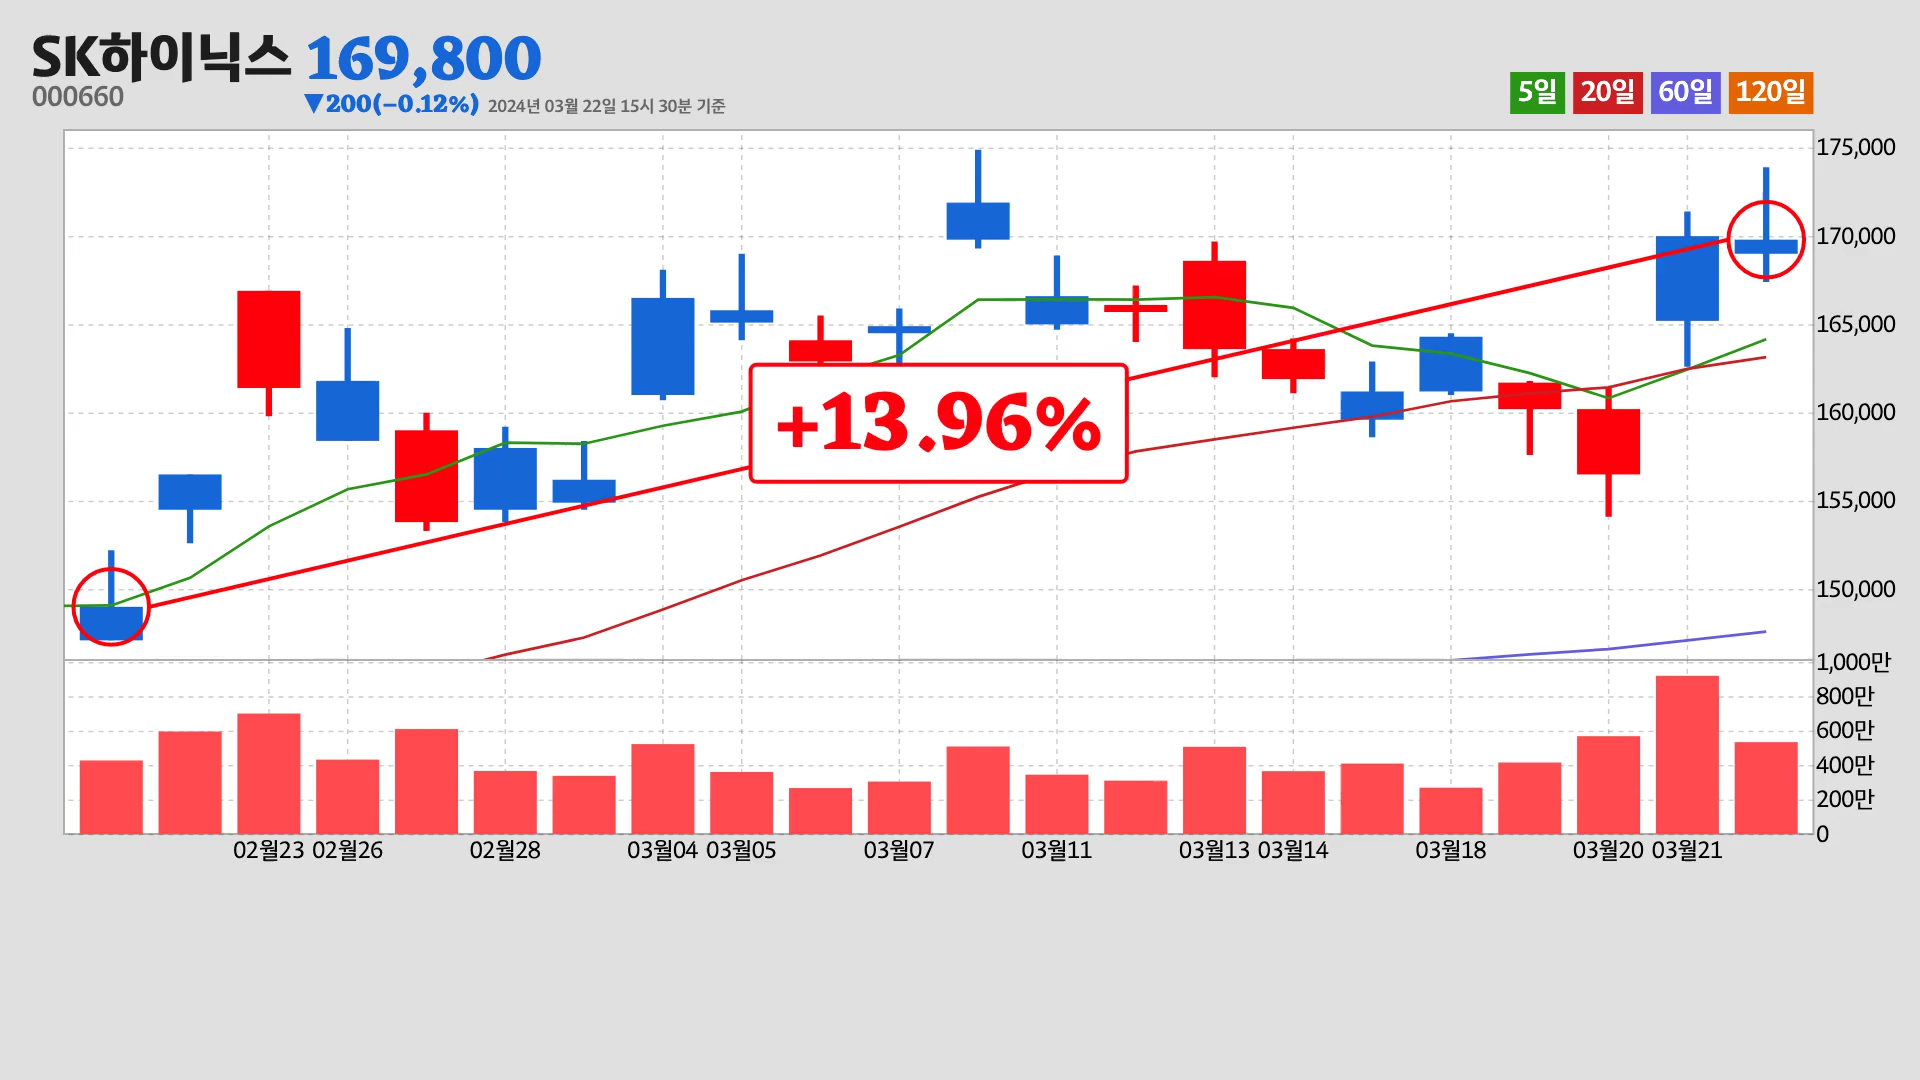 SK하이닉스 169,800
000660
▼200(−0.12%) 2024년 03월 22일 15시 30분 기준
5일 20일 60일 120일
175,000
170,000
165,000
160,000
155,000
150,000
+13.96%
1,000만
800만
600만
400만
200만
0
02월23 02월26 02월28 03월04 03월05 03월07 03월11 03월13 03월14 03월18 03월20 03월21